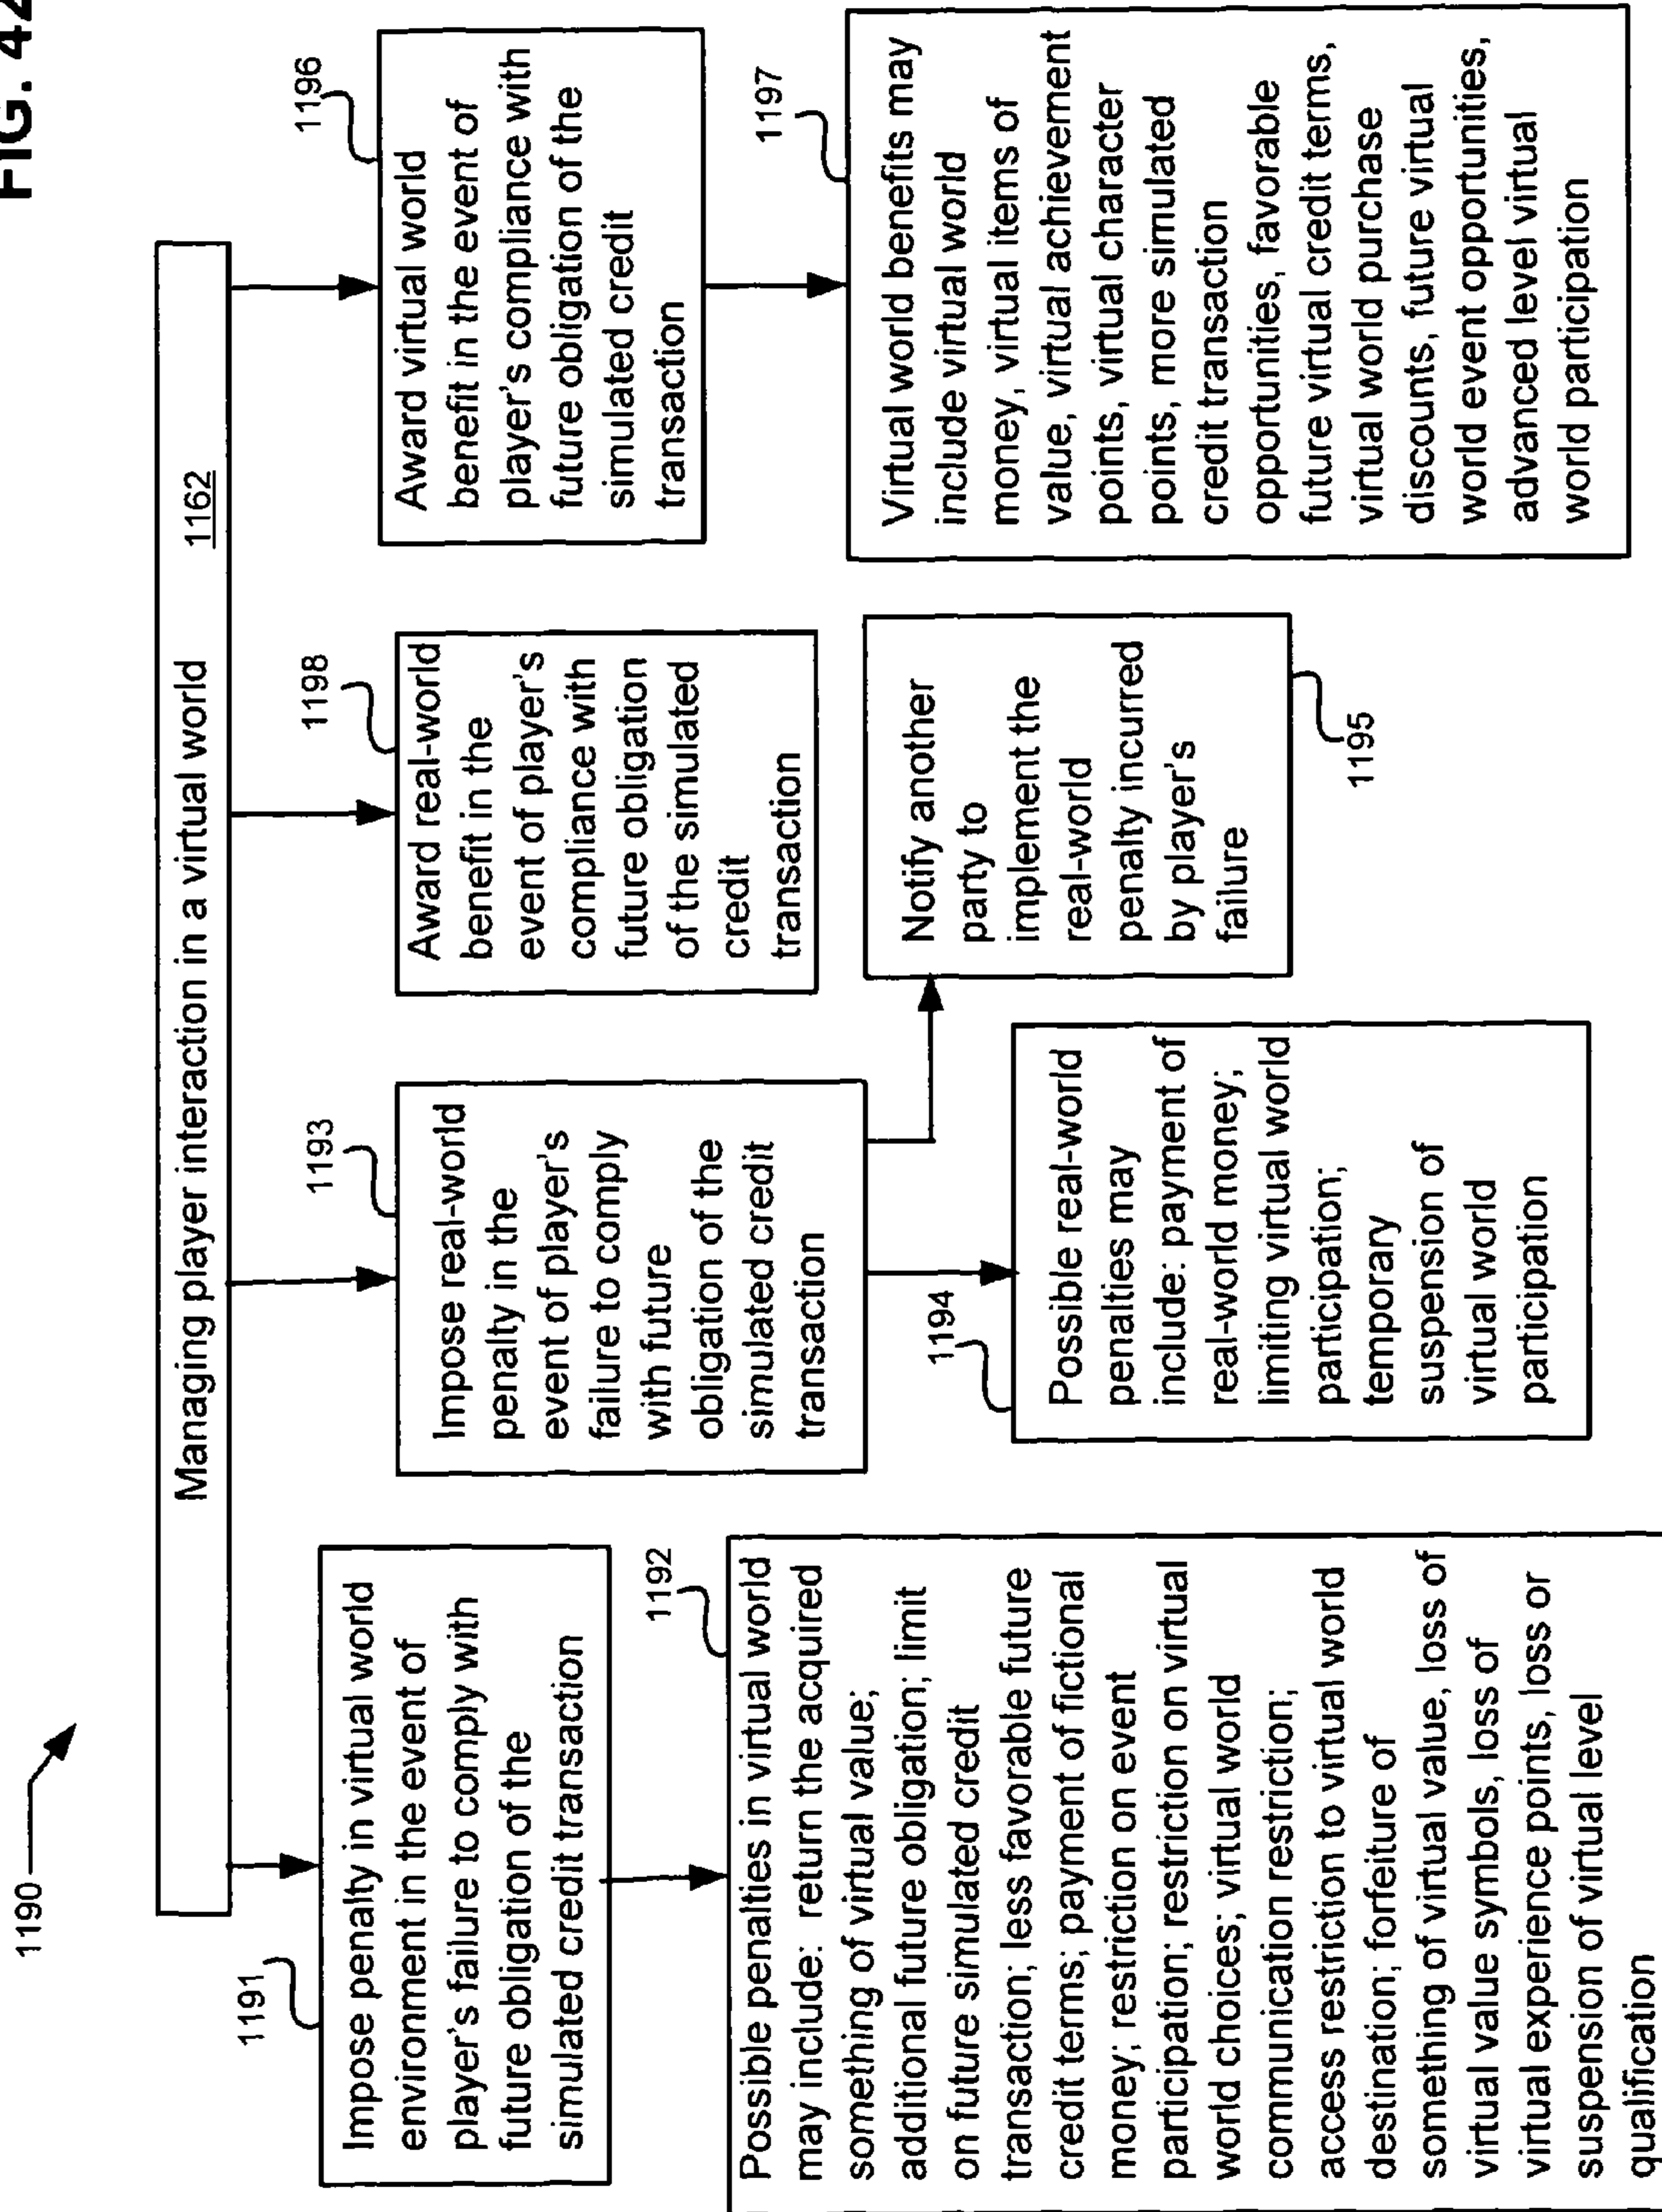 FIG. 42
1190
Managing player interaction in a virtual world 1162
1191
Impose penalty in virtual world
environment in the event of
player's failure to comply with
future obligation of the
simulated credit transaction
1192
Possible penalties in virtual world
may include: return the acquired
something of virtual value;
additional future obligation; limit
on future simulated credit
transaction; less favorable future
credit terms; payment of fictional
money; restriction on event
participation; restriction on virtual
world choices; virtual world
communication restriction;
access restriction to virtual world
destination; forfeiture of
something of virtual value, loss of
virtual value symbols, loss of
virtual experience points, loss or
suspension of virtual level
qualification
1193
Impose real-world
penalty in the
event of player's
failure to comply
with future
obligation of the
simulated credit
transaction
1194
Possible real-world
penalties may
include: payment of
real-world money;
limiting virtual world
participation;
temporary
suspension of
virtual world
participation
1198
Award real-world
benefit in the
event of player's
compliance with
future obligation
of the simulated
credit
transaction
Notify another
party to
implement the
real-world
penalty incurred
by player's
failure
1195
1196
Award virtual world
benefit in the event of
player's compliance with
future obligation of the
simulated credit
transaction
1197
Virtual world benefits may
include virtual world
money, virtual items of
value, virtual achievement
points, virtual character
points, more simulated
credit transaction
opportunities, favorable
future virtual credit terms,
virtual world purchase
discounts, future virtual
world event opportunities,
advanced level virtual
world participation